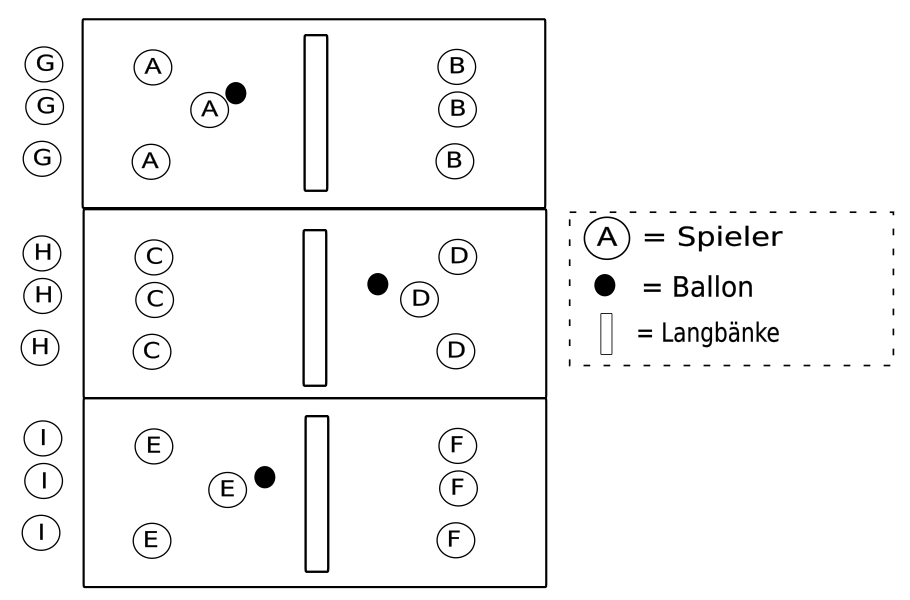 G A B
G A B
G A B
H C D
H C D
H C D
I E F
I E F
I E F
A = Spieler
= Ballon
= Langbänke